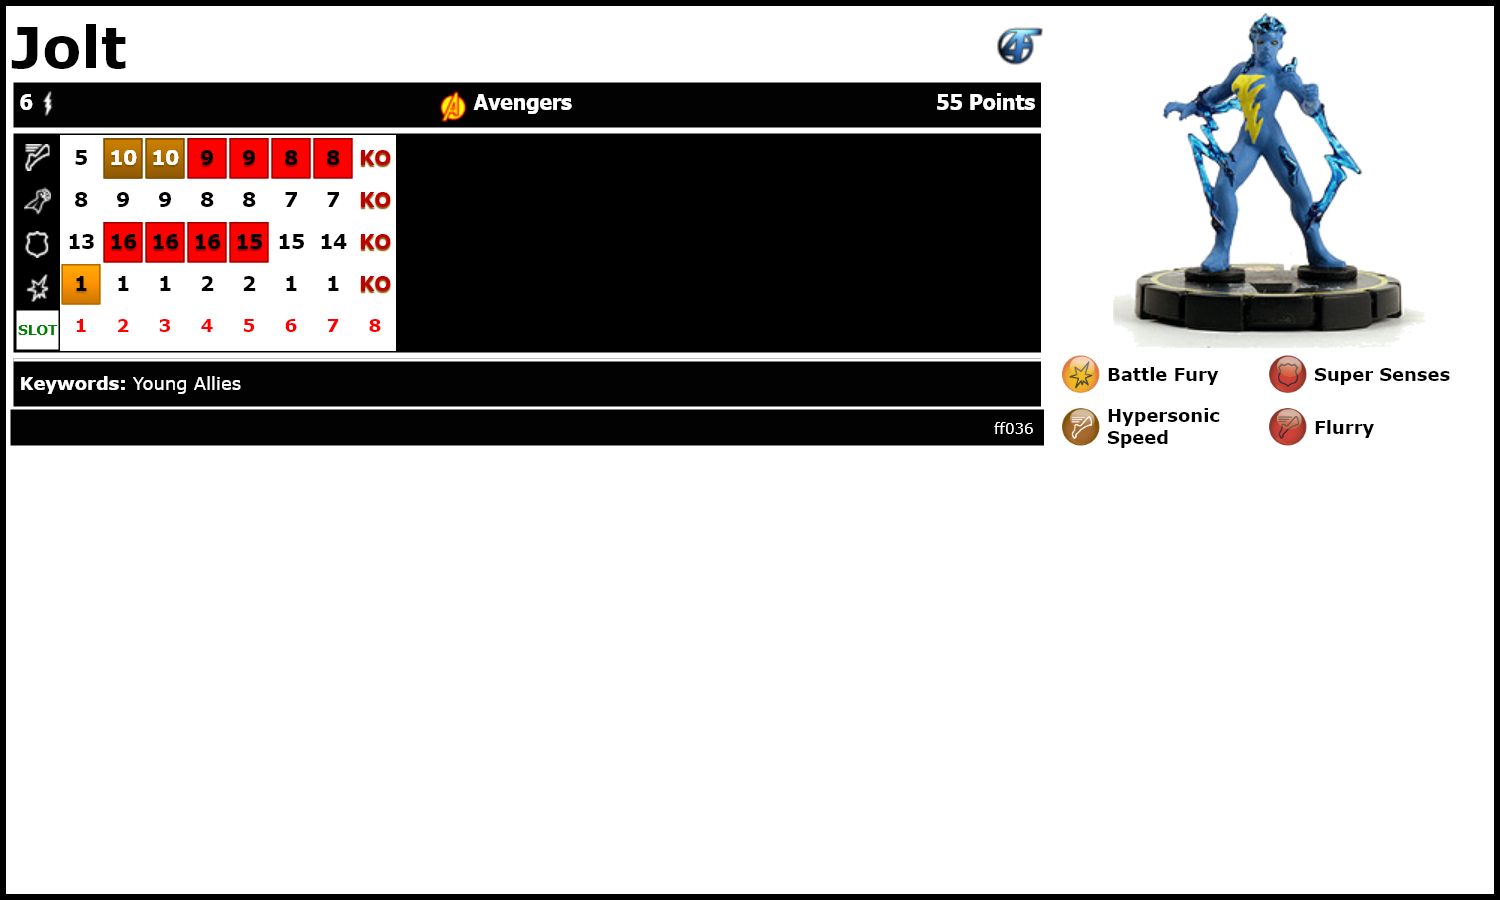 Jolt
6 Avengers 55 Points
5 10 10 9 9 8 8 KO
8 9 9 8 8 7 7 KO
13 16 16 16 15 15 14 KO
1 1 1 2 2 1 1 KO
SLOT 1 2 3 4 5 6 7 8
Keywords: Young Allies
ff036
Battle Fury Super Senses
Hypersonic
Speed
Flurry